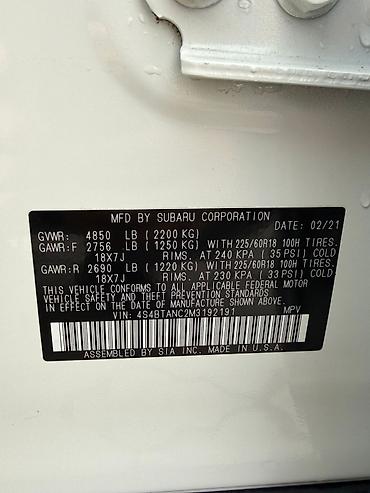 MFD BY SUBARU CORPORATION
DATE: 02/21
GVWR: 4850 LB (2200 KG)
GAWR:F 2756 LB (1250 KG) WITH 225/60R18 100H TIRES.
18X7J RIMS. AT 240 KPA (35 PSI) COLD.
GAWR:R 2690 LB (1220 KG) WITH 225/60R18 100H TIRES.
18X7J RIMS. AT 230 KPA (33 PSI) COLD.
THIS VEHICLE CONFORMS TO ALL APPLICABLE FEDERAL MOTOR
VEHICLE SAFETY AND THEFT PREVENTION STANDARDS
IN EFFECT ON THE DATE OF MANUFACTURE SHOWN ABOVE.
VIN: 4S4BTANC2M3192191 MPV
ASSEMBLED BY SIA INC. MADE IN U.S.A.